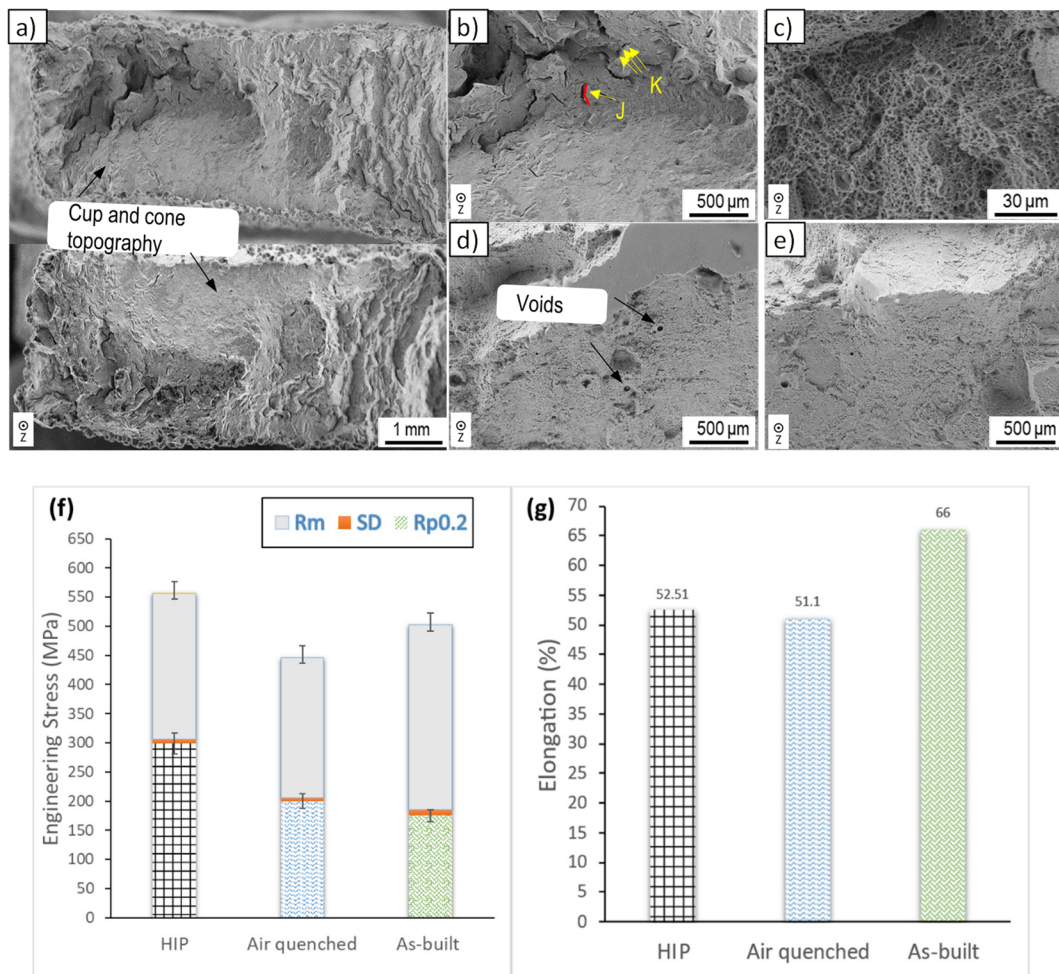 a)
Cup and cone
topography
⊙
Z
⊙
Z
1 mm
b)
K
J
⊙
Z
500 µm
c)
⊙
Z
30 µm
d)
Voids
⊙
Z
500 µm
e)
⊙
Z
500 µm
(f)
Rm SD Rp0.2
Engineering Stress (MPa)
650
600
550
500
450
400
350
300
250
200
150
100
50
0
HIP Air quenched As-built
(g)
Elongation (%)
70
65
60
55
50
45
40
35
30
25
20
15
10
5
0
52.51
51.1
66
HIP Air quenched As-built